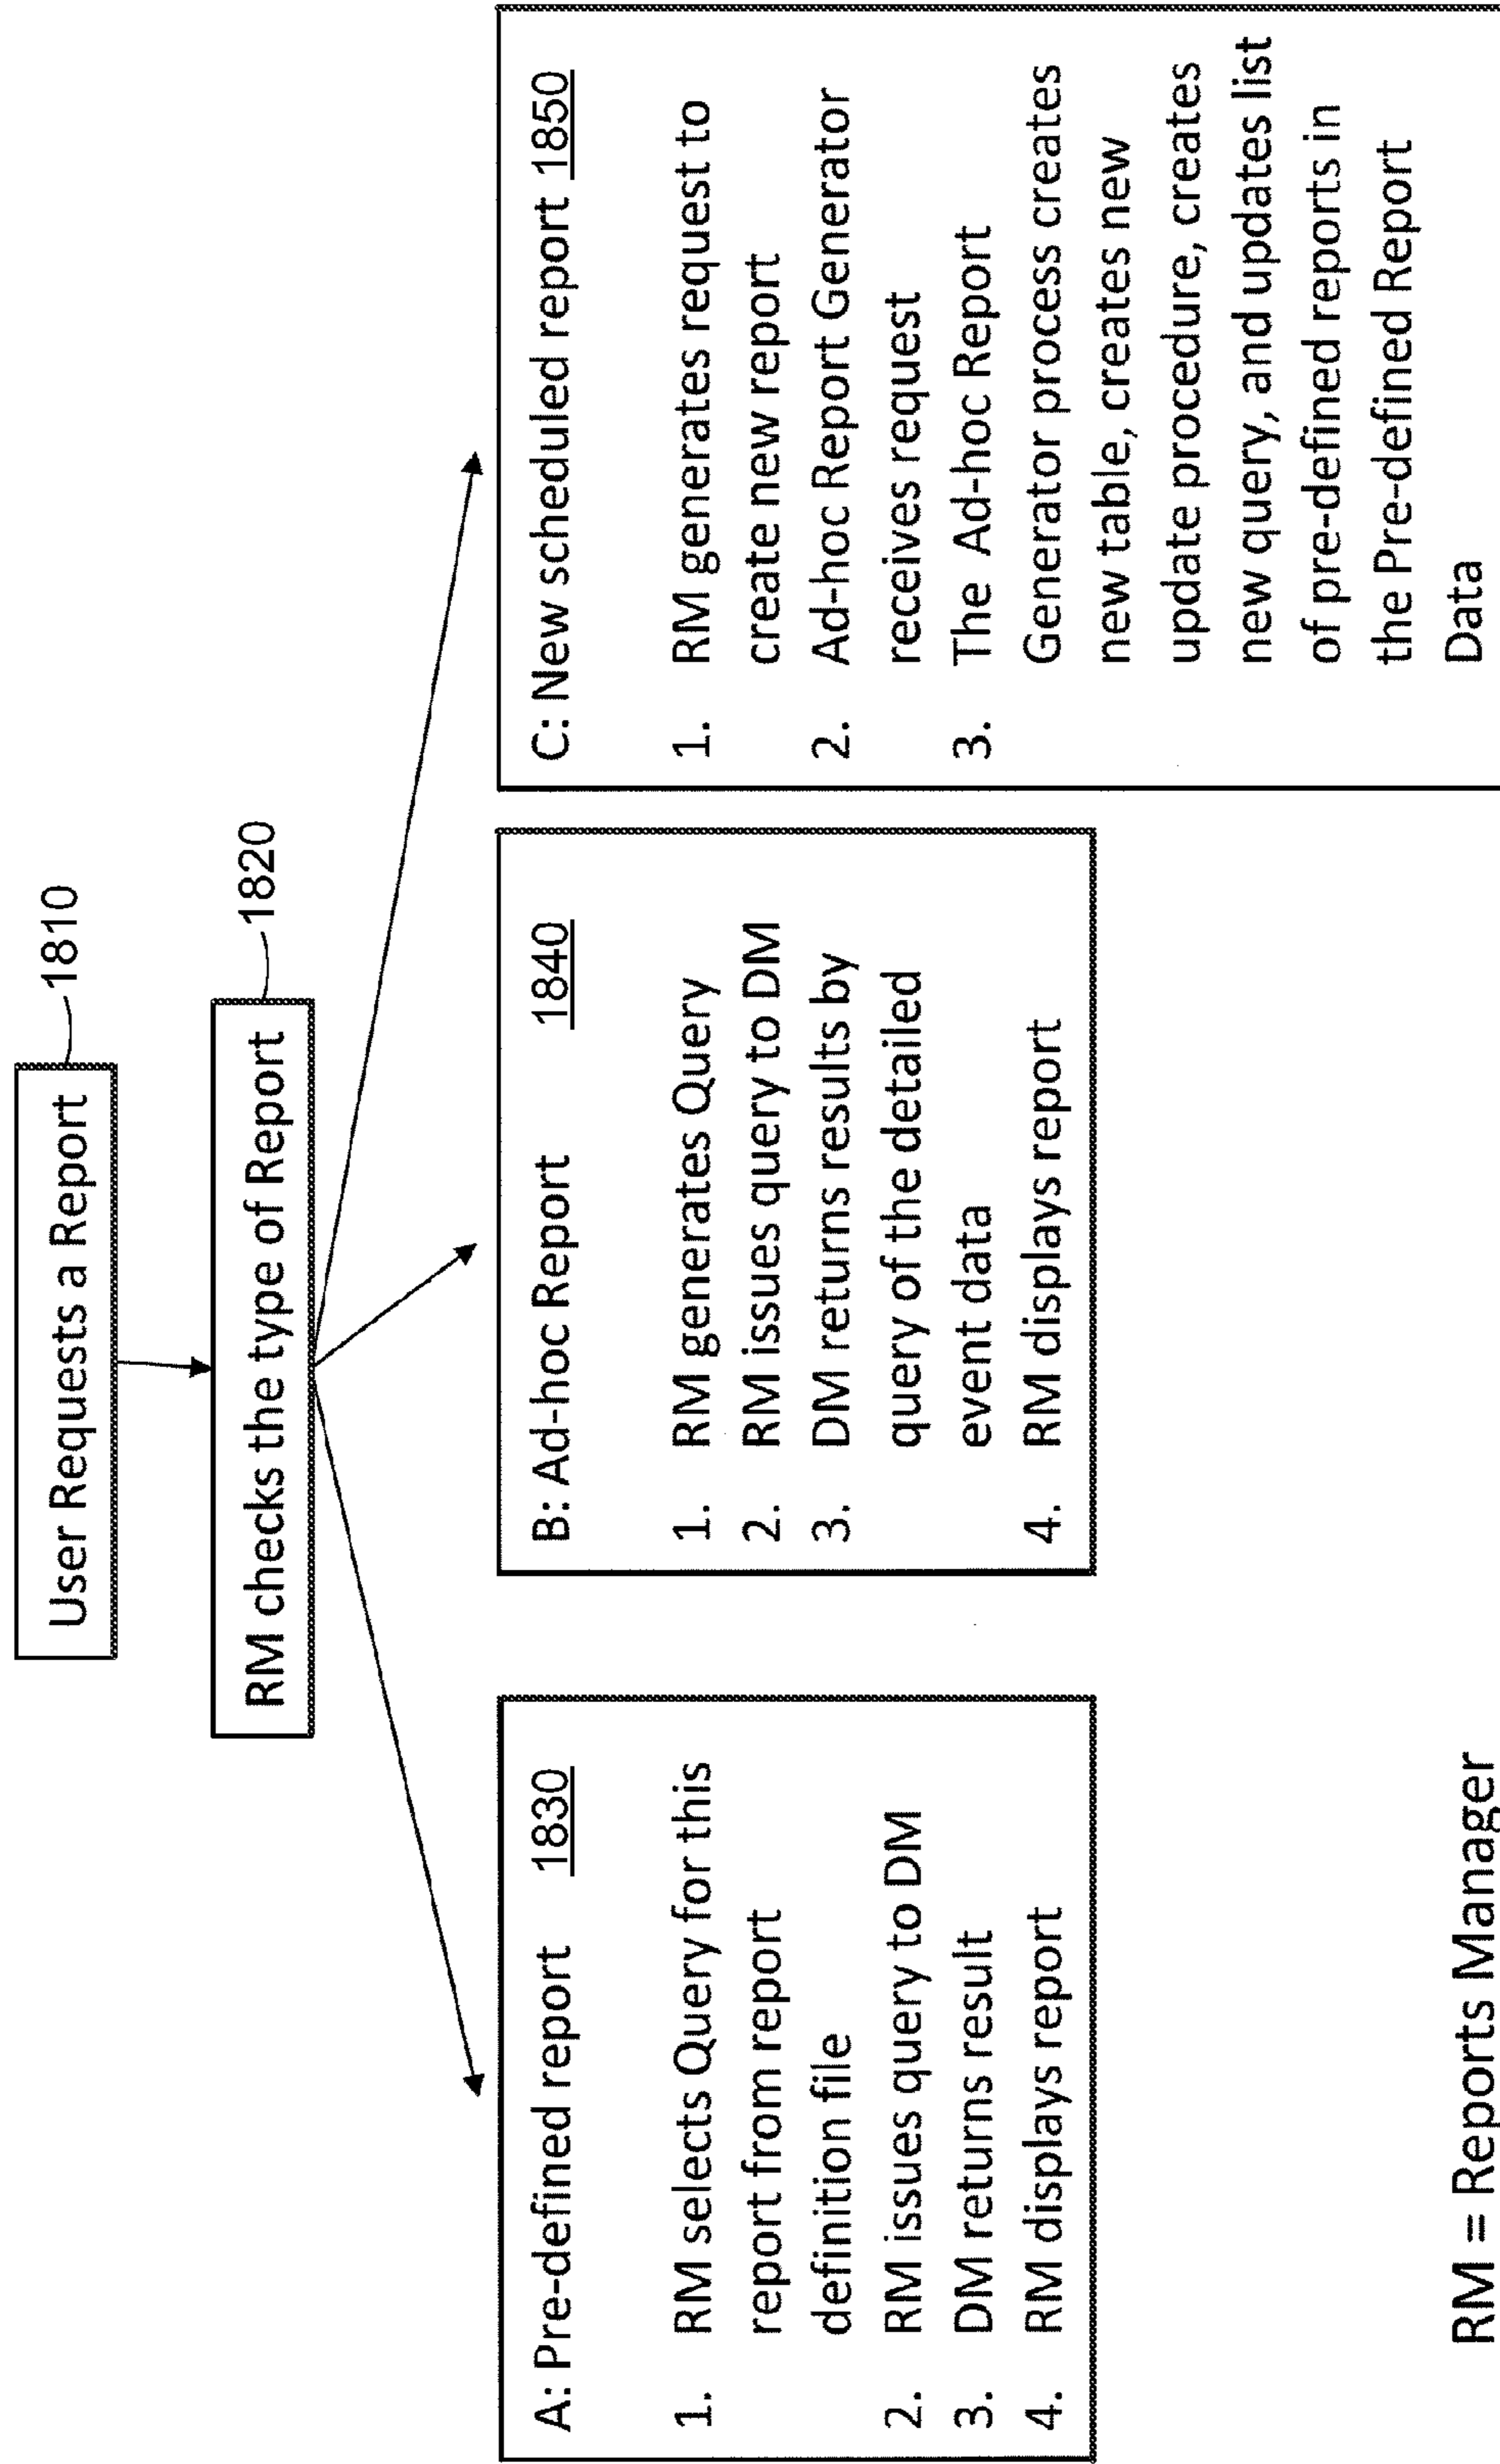 User Requests a Report
1810
RM checks the type of Report
1820
A: Pre-defined report 1830
1. RM selects Query for this
report from report
definition file
2. RM issues query to DM
3. DM returns result
4. RM displays report
B: Ad-hoc Report 1840
1. RM generates Query
2. RM issues query to DM
3. DM returns results by
query of the detailed
event data
4. RM displays report
C: New scheduled report 1850
1. RM generates request to
create new report
2. Ad-hoc Report Generator
receives request
3. The Ad-hoc Report
Generator process creates
new table, creates new
update procedure, creates
new query, and updates list
of pre-defined reports in
the Pre-defined Report
Data
RM = Reports Manager